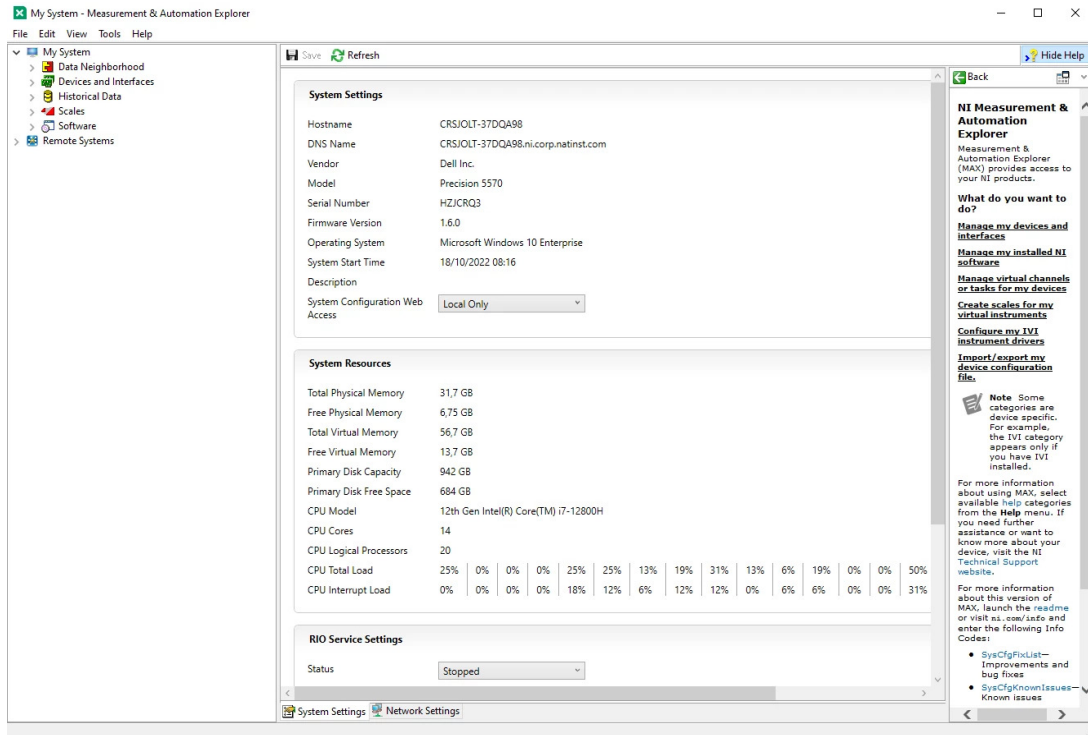 My System - Measurement & Automation Explorer
File Edit View Tools Help
My System
Data Neighborhood
Devices and Interfaces
Historical Data
Scales
Software
Remote Systems
Save Refresh
Hide Help
System Settings
Hostname CRSJOLT-37DQA98
DNS Name CRSJOLT-37DQA98.ni.corp.natinst.com
Vendor Dell Inc.
Model Precision 5570
Serial Number HZJCRQ3
Firmware Version 1.6.0
Operating System Microsoft Windows 10 Enterprise
System Start Time 18/10/2022 08:16
Description
System Configuration Web Local Only
Access
System Resources
Total Physical Memory 31,7 GB
Free Physical Memory 6,75 GB
Total Virtual Memory 56,7 GB
Free Virtual Memory 13,7 GB
Primary Disk Capacity 942 GB
Primary Disk Free Space 684 GB
CPU Model 12th Gen Intel(R) Core(TM) i7-12800H
CPU Cores 14
CPU Logical Processors 20
CPU Total Load 25% 0% 0% 0% 25% 25% 13% 19% 31% 13% 6% 19% 0% 0% 50%
CPU Interrupt Load 0% 0% 0% 0% 18% 12% 6% 12% 12% 0% 6% 6% 0% 0% 31%
RIO Service Settings
Status Stopped
System Settings Network Settings
Back
NI Measurement &
Automation
Explorer
Measurement &
Automation Explorer
(MAX) provides access to
your NI products.
What do you want to
do?
Manage my devices and
interfaces
Manage my installed NI
software
Manage virtual channels
or tasks for my devices
Create scales for my
virtual instruments
Configure my IVI
instrument drivers
Import/export my
device configuration
file.
Note Some
categories are
device specific.
For example,
the IVI category
appears only if
you have IVI
installed.
For more information
about using MAX, select
available help categories
from the Help menu. If
you need further
assistance or want to
know more about your
device, visit the NI
Technical Support
website.
For more information
about this version of
MAX, launch the readme
or visit ni.com/info and
enter the following Info
Codes:
• SysCfgFixList—
Improvements and
bug fixes
• SysCfgKnownIssues—
Known issues